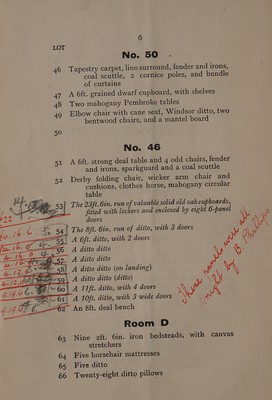 6
LOT
No. 50
46 Tapestry carpet, lino surround, fender and irons,
coal scuttle, 2 cornice poles, and bundle
of curtains
47 A 6ft. grained dwarf cupboard, with shelves
48 Two mahogany Pembroke tables
49 Elbow chair with cane seat, Windsor ditto, two
bentwood chairs, and a mantel board
50
No. 46
51 A 6ft. strong deal table and 4 odd chairs, fender
and irons, sparkguard and a coal scuttle
52 Derby folding chair, wicker arm chair and
cushions, clothes horse, mahogany circular
table
53 The 23ft.6in. run of valuable solid old oak cupboards,
fitted with lockers and enclosed by eight 6-panel
doors
54 The 8ft. 6in. run of ditto, with 3 doors
55 A 6ft. ditto, with 2 doors
56 A ditto ditto
57 A ditto ditto
58 A ditto ditto (on landing)
59 A ditto ditto (ditto)
60 A 11ft. ditto, with 4 doors
61 A 10ft. ditto, with 3 wide doors
62 An 8ft. deal bench
these panels are all
by B. Phillips
Room D
63 Nine 2ft. 6in. iron bedsteads, with canvas
stretchers
64 Five horsehair mattresses
65 Five ditto
66 Twenty-eight ditto pillows